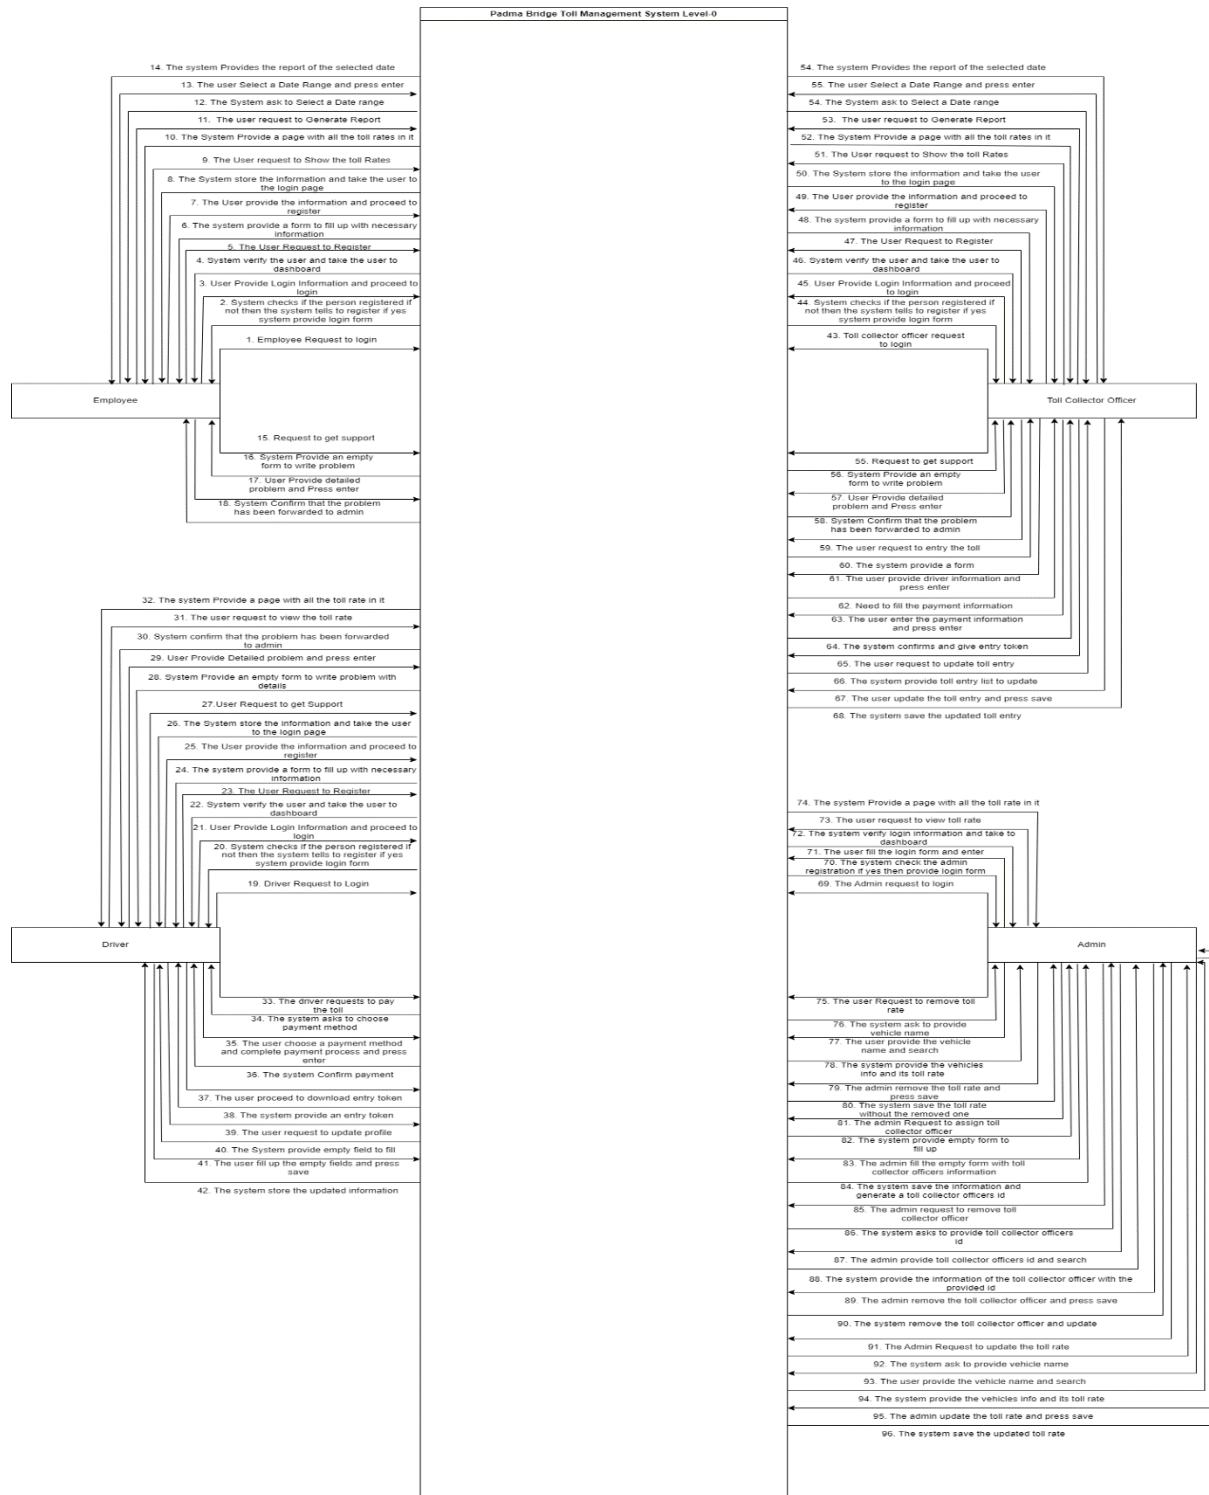 Padma Bridge Toll Management System Level-0
14. The system Provides the report of the selected date
13. The user Select a Date Range and press enter
12. The System ask to Select a Date range
11. The user request to Generate Report
10. The System Provide a page with all the toll rates in it
9. The User request to Show the toll Rates
8. The System store the information and take the user to
the login page
7. The User provide the information and proceed to
register
6. The system provide a form to fill up with necessary
information
5. The User Request to Register
4. System verify the user and take the user to
dashboard
3. User Provide Login Information and proceed to
login
2. System checks if the person registered if
not then the system tells to register if yes
system provide login form
1. Employee Request to login
Employee
15. Request to get support
16. System Provide an empty
form to write problem
17. User Provide detailed
problem and Press enter
18. System Confirm that the problem
has been forwarded to admin
32. The system Provide a page with all the toll rate in it
31. The user request to view the toll rate
30. System confirm that the problem has been forwarded
to admin
29. User Provide Detailed problem and press enter
28. System Provide an empty form to write problem with
details
27.User Request to get Support
26. The System store the information and take the user
to the login page
25. The User provide the information and proceed to
register
24. The system provide a form to fill up with necessary
information
23. The User Request to Register
22. System verify the user and take the user to
dashboard
21. User Provide Login Information and proceed to
login
20. System checks if the person registered if
not then the system tells to register if yes
system provide login form
19. Driver Request to Login
Driver
33. The driver requests to pay
the toll
34. The system asks to choose
payment method
35. The user choose a payment method
and complete payment process and press
enter
36. The system Confirm payment
37. The user proceed to download entry token
38. The system provide an entry token
39. The user request to update profile
40. The System provide empty field to fill
41. The user fill up the empty fields and press
save
42. The system store the updated information
54. The system Provides the report of the selected date
55. The user Select a Date Range and press enter
54. The System ask to Select a Date range
53. The user request to Generate Report
52. The System Provide a page with all the toll rates in it
51. The User request to Show the toll Rates
50. The System store the information and take the user
to the login page
49. The User provide the information and proceed to
register
48. The system provide a form to fill up with necessary
information
47. The User Request to Register
46. System verify the user and take the user to
dashboard
45. User Provide Login Information and proceed
to login
44. System checks if the person registered if
not then the system tells to register if yes
system provide login form
43. Toll collector officer request
to login
Toll Collector Officer
55. Request to get support
56. System Provide an empty
form to write problem
57. User Provide detailed
problem and Press enter
58. System Confirm that the problem
has been forwarded to admin
59. The user request to entry the toll
60. The system provide a form
61. The user provide driver information and
press enter
62. Need to fill the payment information
63. The user enter the payment information
and press enter
64. The system confirms and give entry token
65. The user request to update toll entry
66. The system provide toll entry list to update
67. The user update the toll entry and press save
68. The system save the updated toll entry
74. The system Provide a page with all the toll rate in it
73. The user request to view toll rate
72. The system verify login information and take to
dashboard
71. The user fill the login form and enter
70. The system check the admin
registration if yes then provide login form
69. The Admin request to login
Admin
75. The user Request to remove toll
rate
76. The system ask to provide
vehicle name
77. The user provide the vehicle
name and search
78. The system provide the vehicles
info and its toll rate
79. The admin remove the toll rate and
press save
80. The system save the toll rate
without the removed one
81. The admin Request to assign toll
collector officer
82. The system provide empty form to
fill up
83. The admin fill the empty form with toll
collector officers information
84. The system save the information and
generate a toll collector officers id
85. The admin request to remove toll
collector officer
86. The system asks to provide toll collector officers
id
87. The admin provide toll collector officers id and search
88. The system provide the information of the toll collector officer with the
provided id
89. The admin remove the toll collector officer and press save
90. The system remove the toll collector officer and update
91. The Admin Request to update the toll rate
92. The system ask to provide vehicle name
93. The user provide the vehicle name and search
94. The system provide the vehicles info and its toll rate
95. The admin update the toll rate and press save
96. The system save the updated toll rate